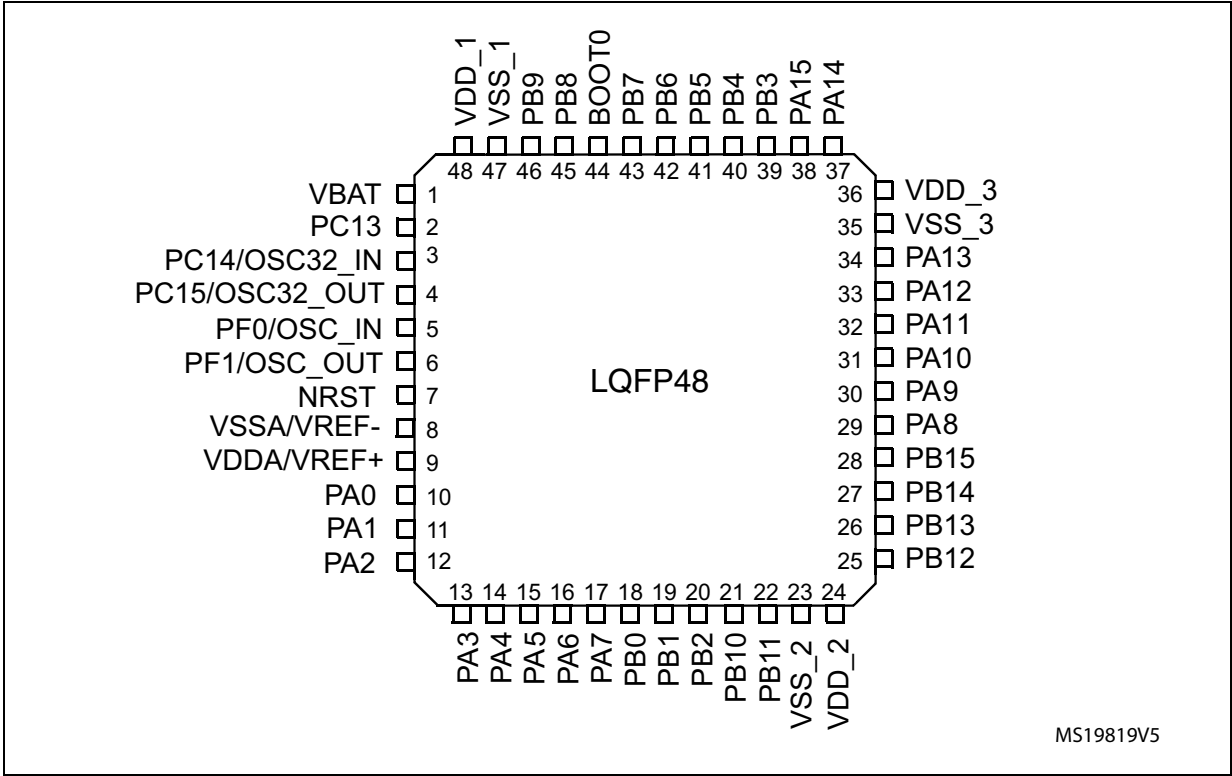 VDD_1
VSS_1
PB9
PB8
BOOT0
PB7
PB6
PB5
PB4
PB3
PA15
PA14
48 47 46 45 44 43 42 41 40 39 38 37
VBAT 1
PC13 2
PC14/OSC32_IN 3
PC15/OSC32_OUT 4
PF0/OSC_IN 5
PF1/OSC_OUT 6
NRST 7
VSSA/VREF- 8
VDDA/VREF+ 9
PA0 10
PA1 11
PA2 12
LQFP48
36 VDD_3
35 VSS_3
34 PA13
33 PA12
32 PA11
31 PA10
30 PA9
29 PA8
28 PB15
27 PB14
26 PB13
25 PB12
13 14 15 16 17 18 19 20 21 22 23 24
PA3
PA4
PA5
PA6
PA7
PB0
PB1
PB2
PB10
PB11
VSS_2
VDD_2
MS19819V5